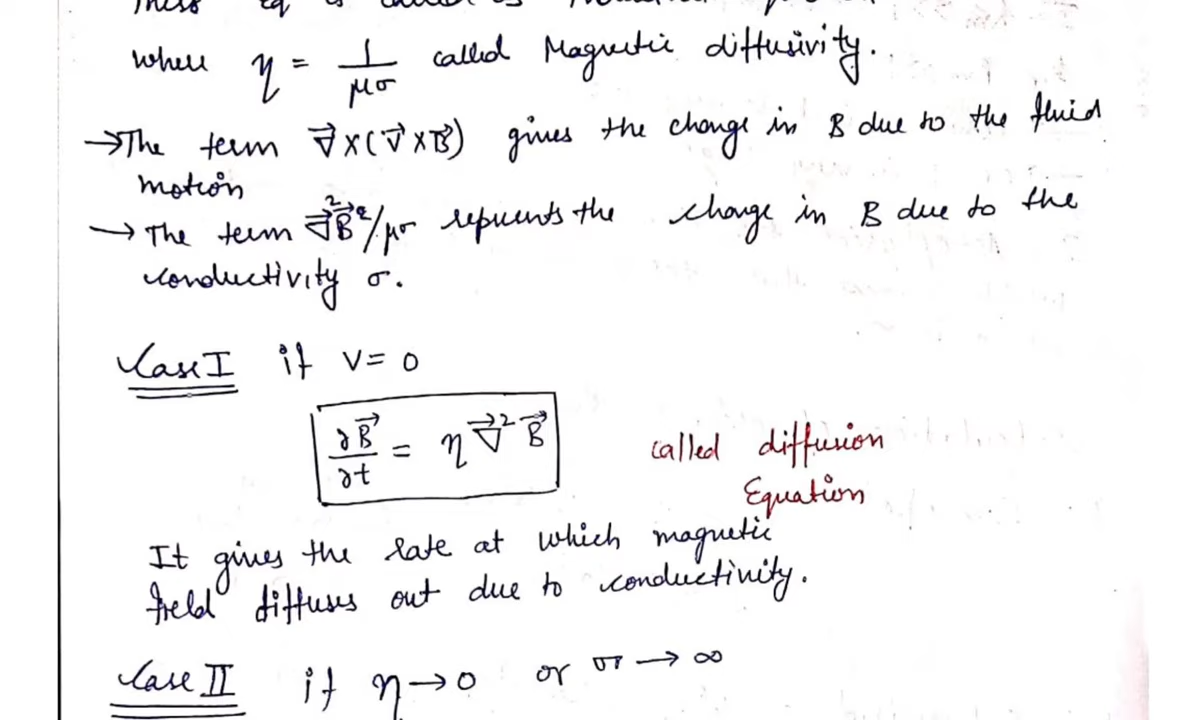 where η = 1/μσ called Magnetic diffusivity.
→ The term ∇⃗×(v⃗×B⃗) gives the change in B due to the fluid
motion
→ The term ∇⃗²B⃗/μσ represents the change in B due to the
conductivity σ.
Case I if V = 0
∂B⃗/∂t = η∇⃗²B⃗ called diffusion
Equation
It gives the rate at which magnetic
field diffuses out due to conductivity.
Case II if η → 0 or σ → ∞